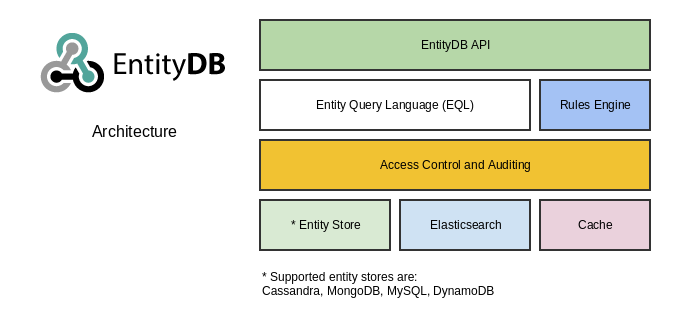 EntityDB
Architecture
EntityDB API
Entity Query Language (EQL)
Rules Engine
Access Control and Auditing
* Entity Store
Elasticsearch
Cache
* Supported entity stores are:
Cassandra, MongoDB, MySQL, DynamoDB